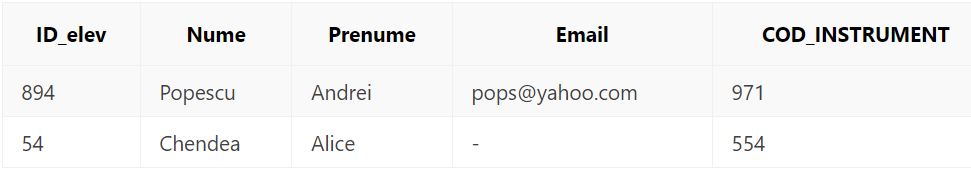 ID_elev Nume Prenume Email COD_INSTRUMENT
894 Popescu Andrei pops@yahoo.com 971
54 Chendea Alice - 554